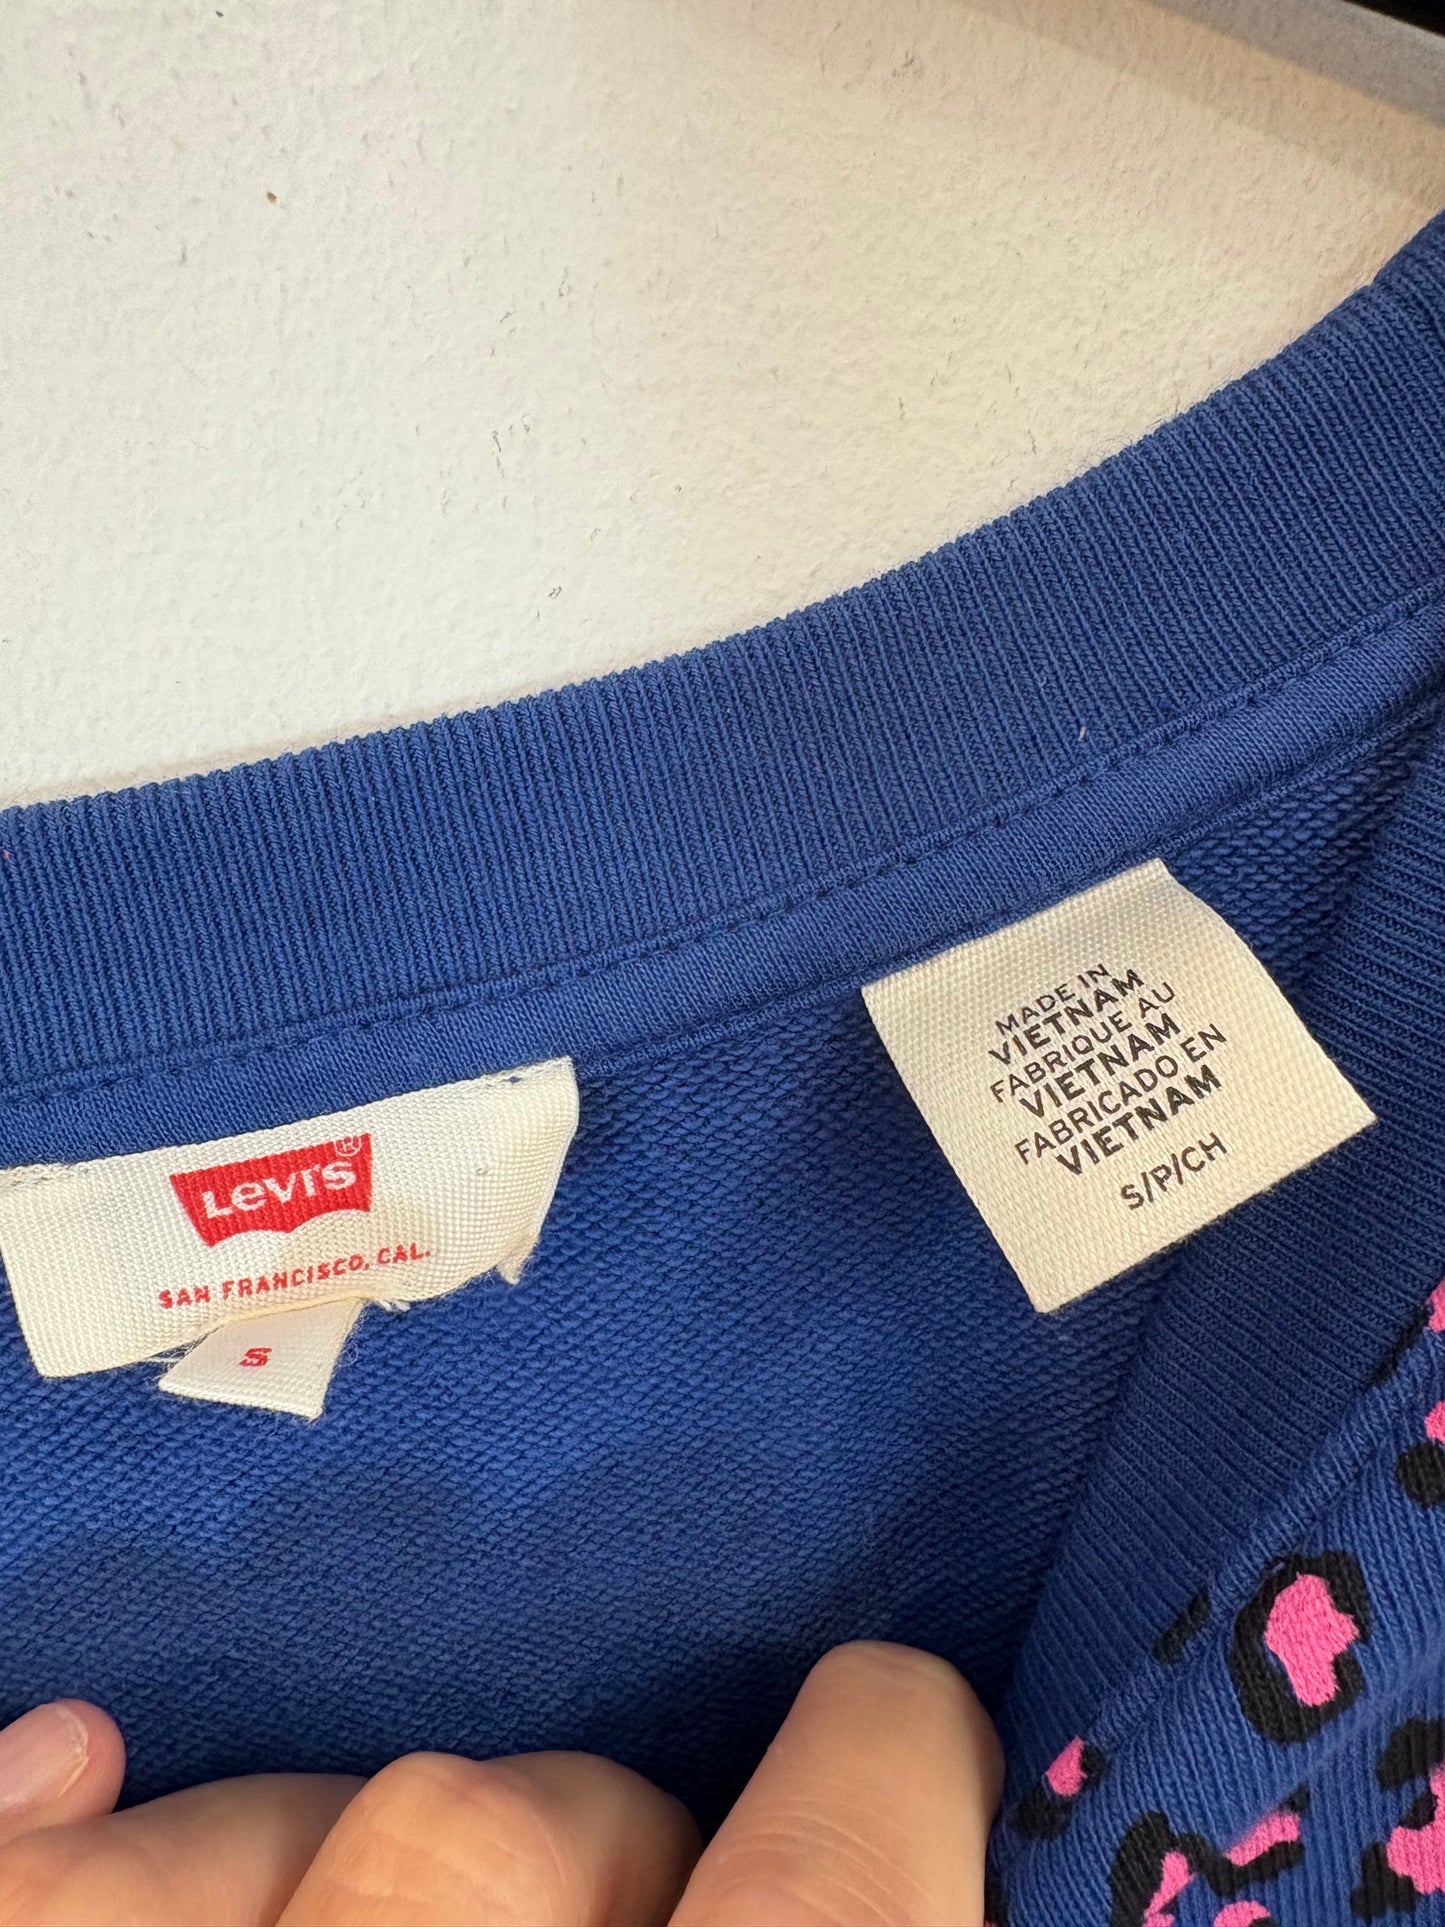 Levi's®
SAN FRANCISCO, CAL.
S
MADE IN
VIETNAM
FABRIQUE AU
VIETNAM
FABRICADO EN
VIETNAM
S/P/CH